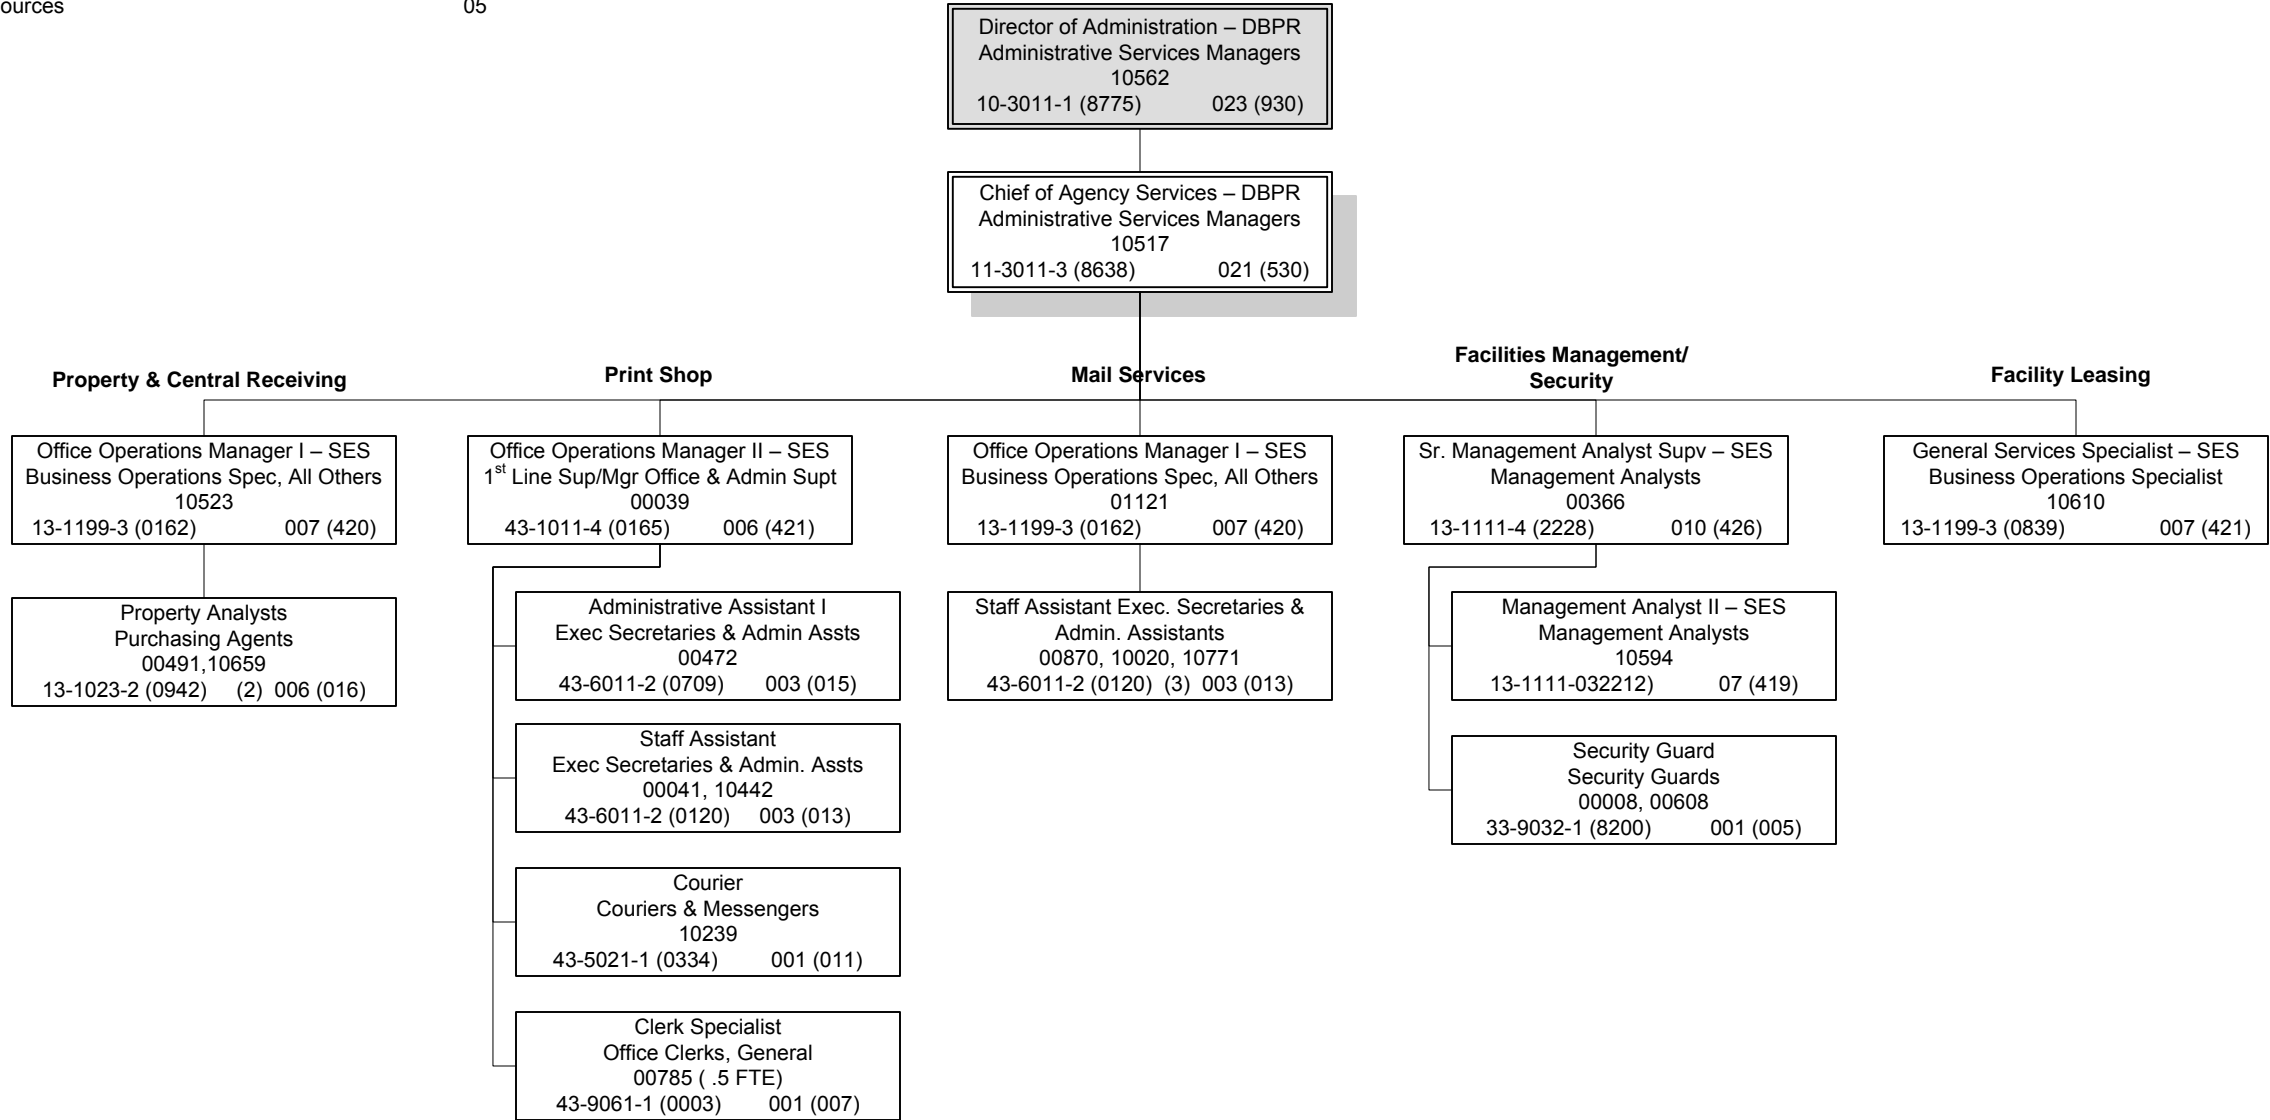 ources 05
Director of Administration – DBPR
Administrative Services Managers
10562
10-3011-1 (8775) 023 (930)
Chief of Agency Services – DBPR
Administrative Services Managers
10517
11-3011-3 (8638) 021 (530)
Property & Central Receiving
Office Operations Manager I – SES
Business Operations Spec, All Others
10523
13-1199-3 (0162) 007 (420)
Property Analysts
Purchasing Agents
00491,10659
13-1023-2 (0942) (2) 006 (016)
Print Shop
Office Operations Manager II – SES
1st Line Sup/Mgr Office & Admin Supt
00039
43-1011-4 (0165) 006 (421)
Administrative Assistant I
Exec Secretaries & Admin Assts
00472
43-6011-2 (0709) 003 (015)
Staff Assistant
Exec Secretaries & Admin. Assts
00041, 10442
43-6011-2 (0120) 003 (013)
Courier
Couriers & Messengers
10239
43-5021-1 (0334) 001 (011)
Clerk Specialist
Office Clerks, General
00785 ( .5 FTE)
43-9061-1 (0003) 001 (007)
Mail Services
Office Operations Manager I – SES
Business Operations Spec, All Others
01121
13-1199-3 (0162) 007 (420)
Staff Assistant Exec. Secretaries &
Admin. Assistants
00870, 10020, 10771
43-6011-2 (0120) (3) 003 (013)
Facilities Management/
Security
Sr. Management Analyst Supv – SES
Management Analysts
00366
13-1111-4 (2228) 010 (426)
Management Analyst II – SES
Management Analysts
10594
13-1111-032212) 07 (419)
Security Guard
Security Guards
00008, 00608
33-9032-1 (8200) 001 (005)
Facility Leasing
General Services Specialist – SES
Business Operations Specialist
10610
13-1199-3 (0839) 007 (421)